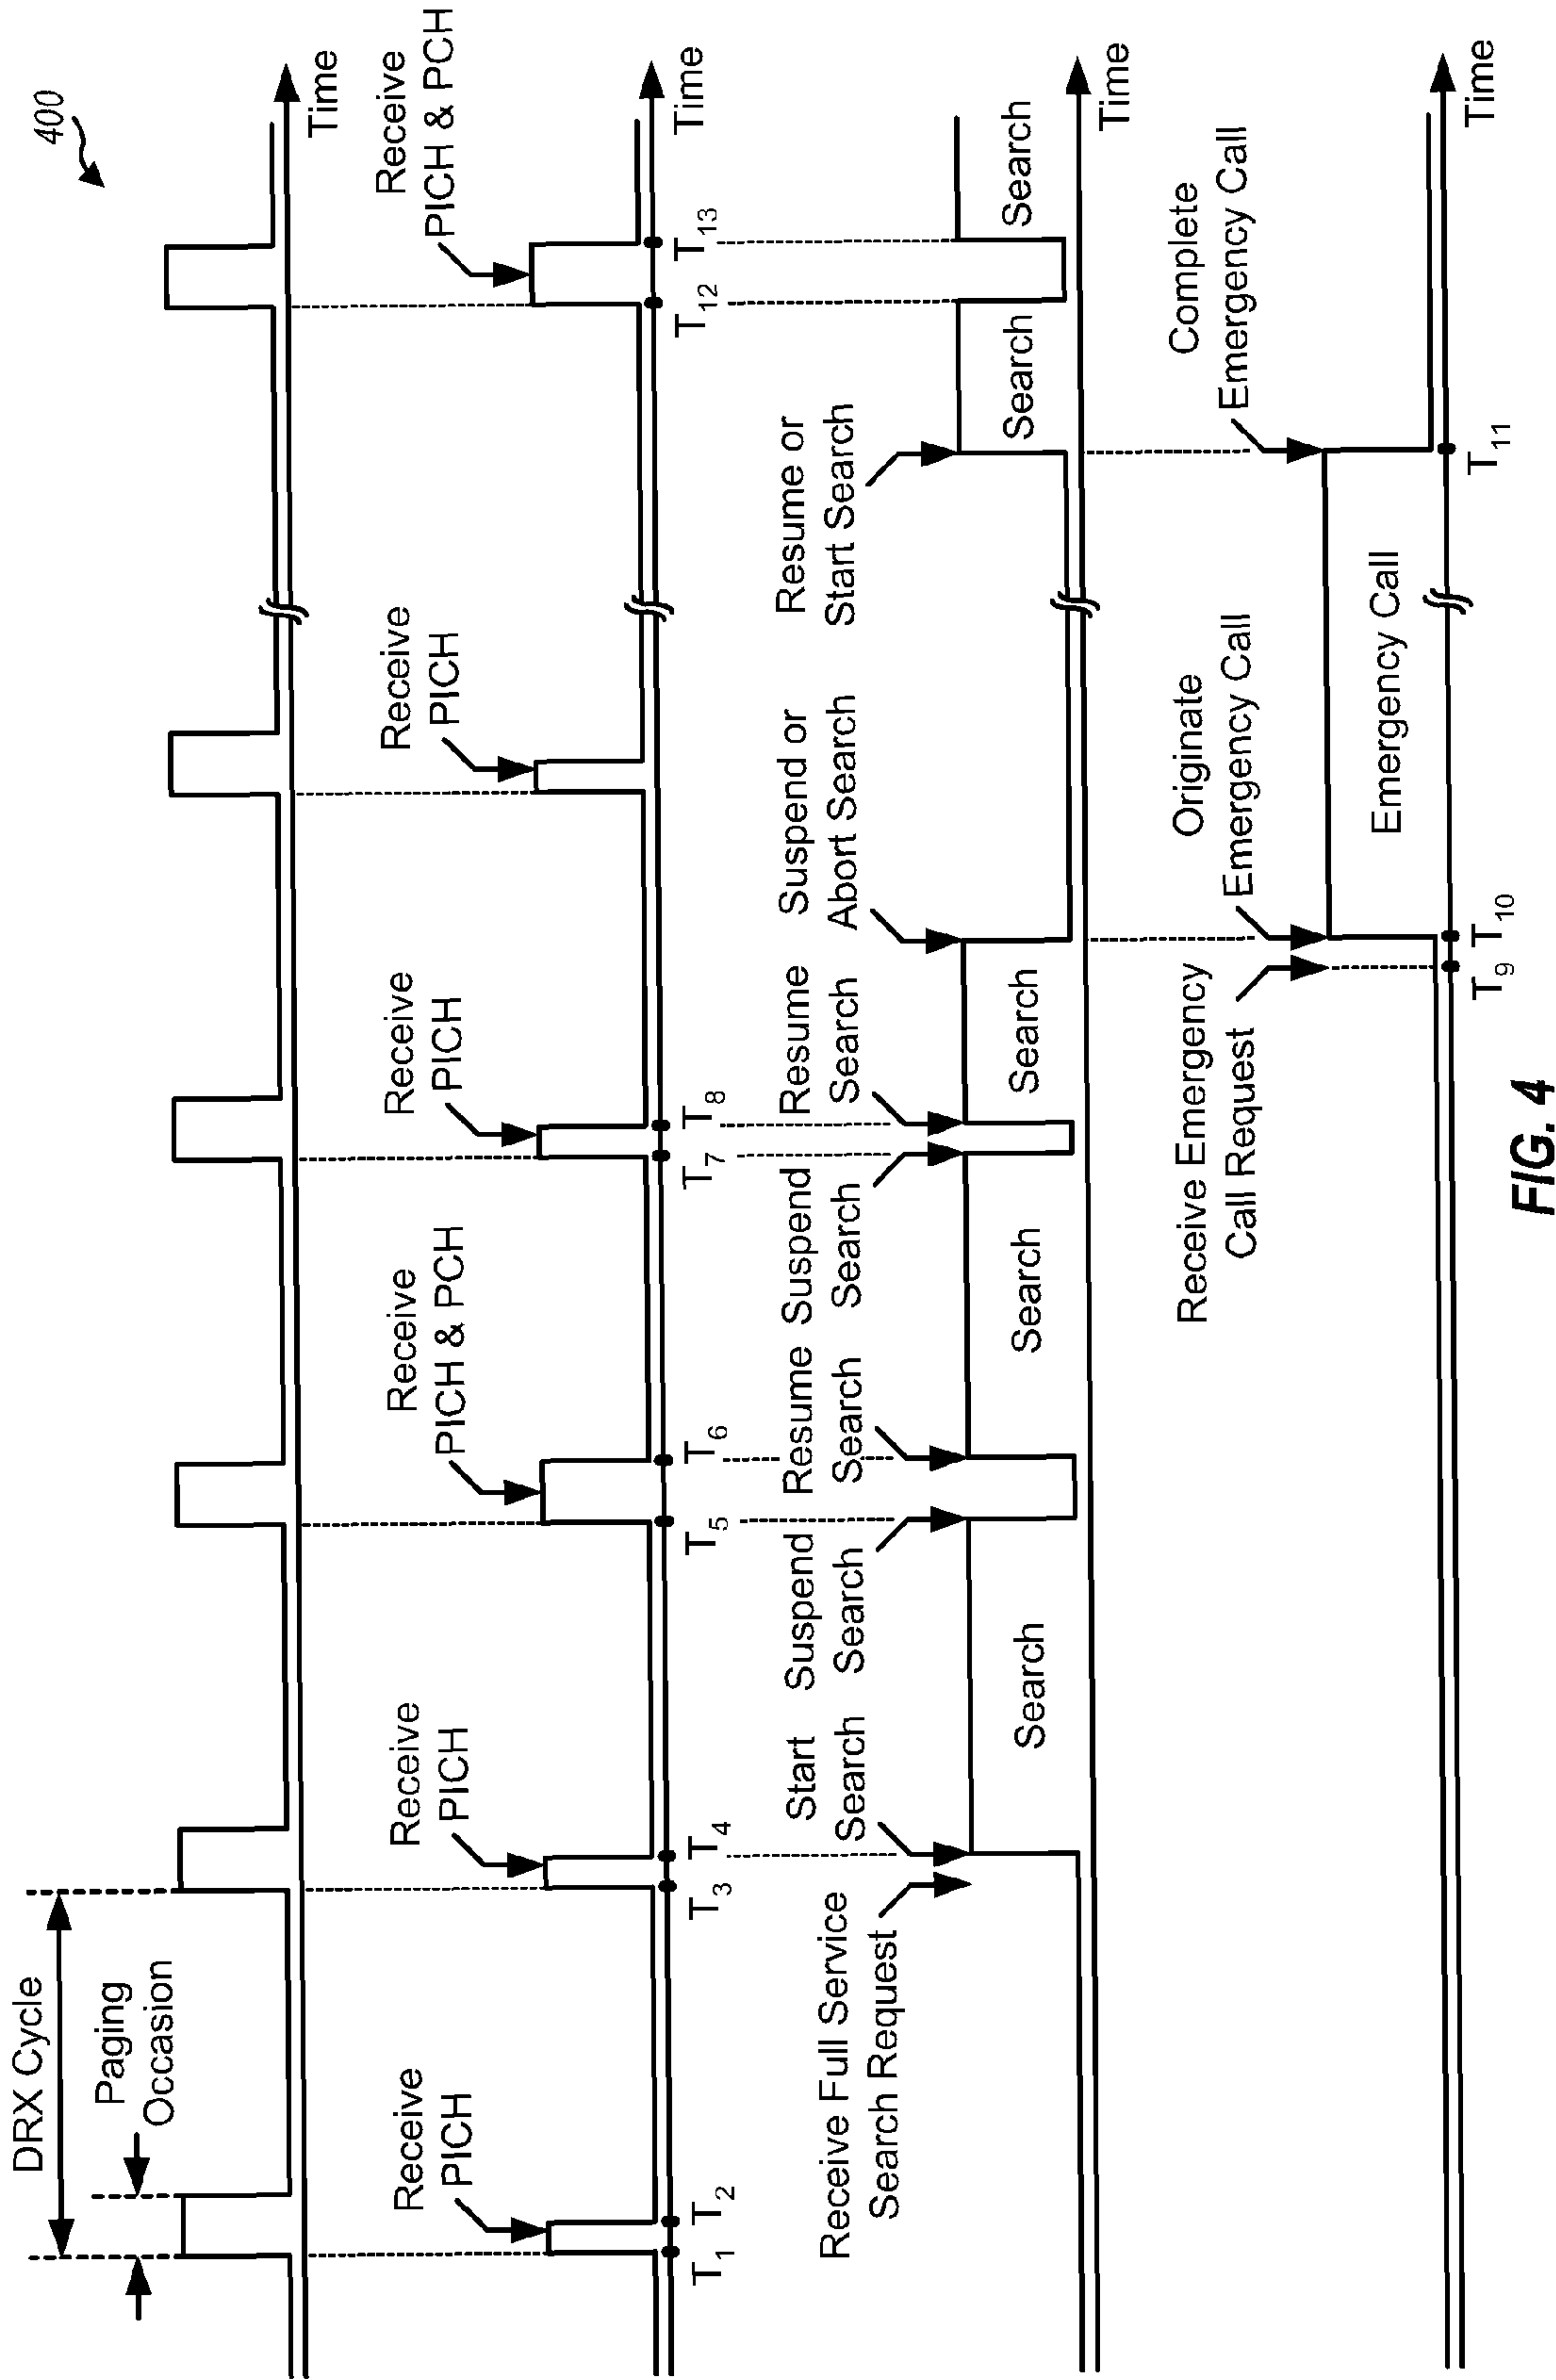 400
DRX Cycle
Paging
Occasion
Time
Receive
PICH
Receive
PICH
Receive
PICH & PCH
Receive
PICH
Receive
PICH
Receive
PICH & PCH
T1
T2
T3
T4
T5
T6
T7
T8
T12
T13
Time
Receive Full Service
Search Request
Start
Search
Suspend
Search
Resume
Search
Suspend
Search
Resume
Search
Suspend or
Abort Search
Resume or
Start Search
Search
Search
Search
Search
Search
Time
Receive Emergency
Call Request
Originate
Emergency Call
Complete
Emergency Call
Emergency Call
T9
T10
T11
Time
FIG. 4